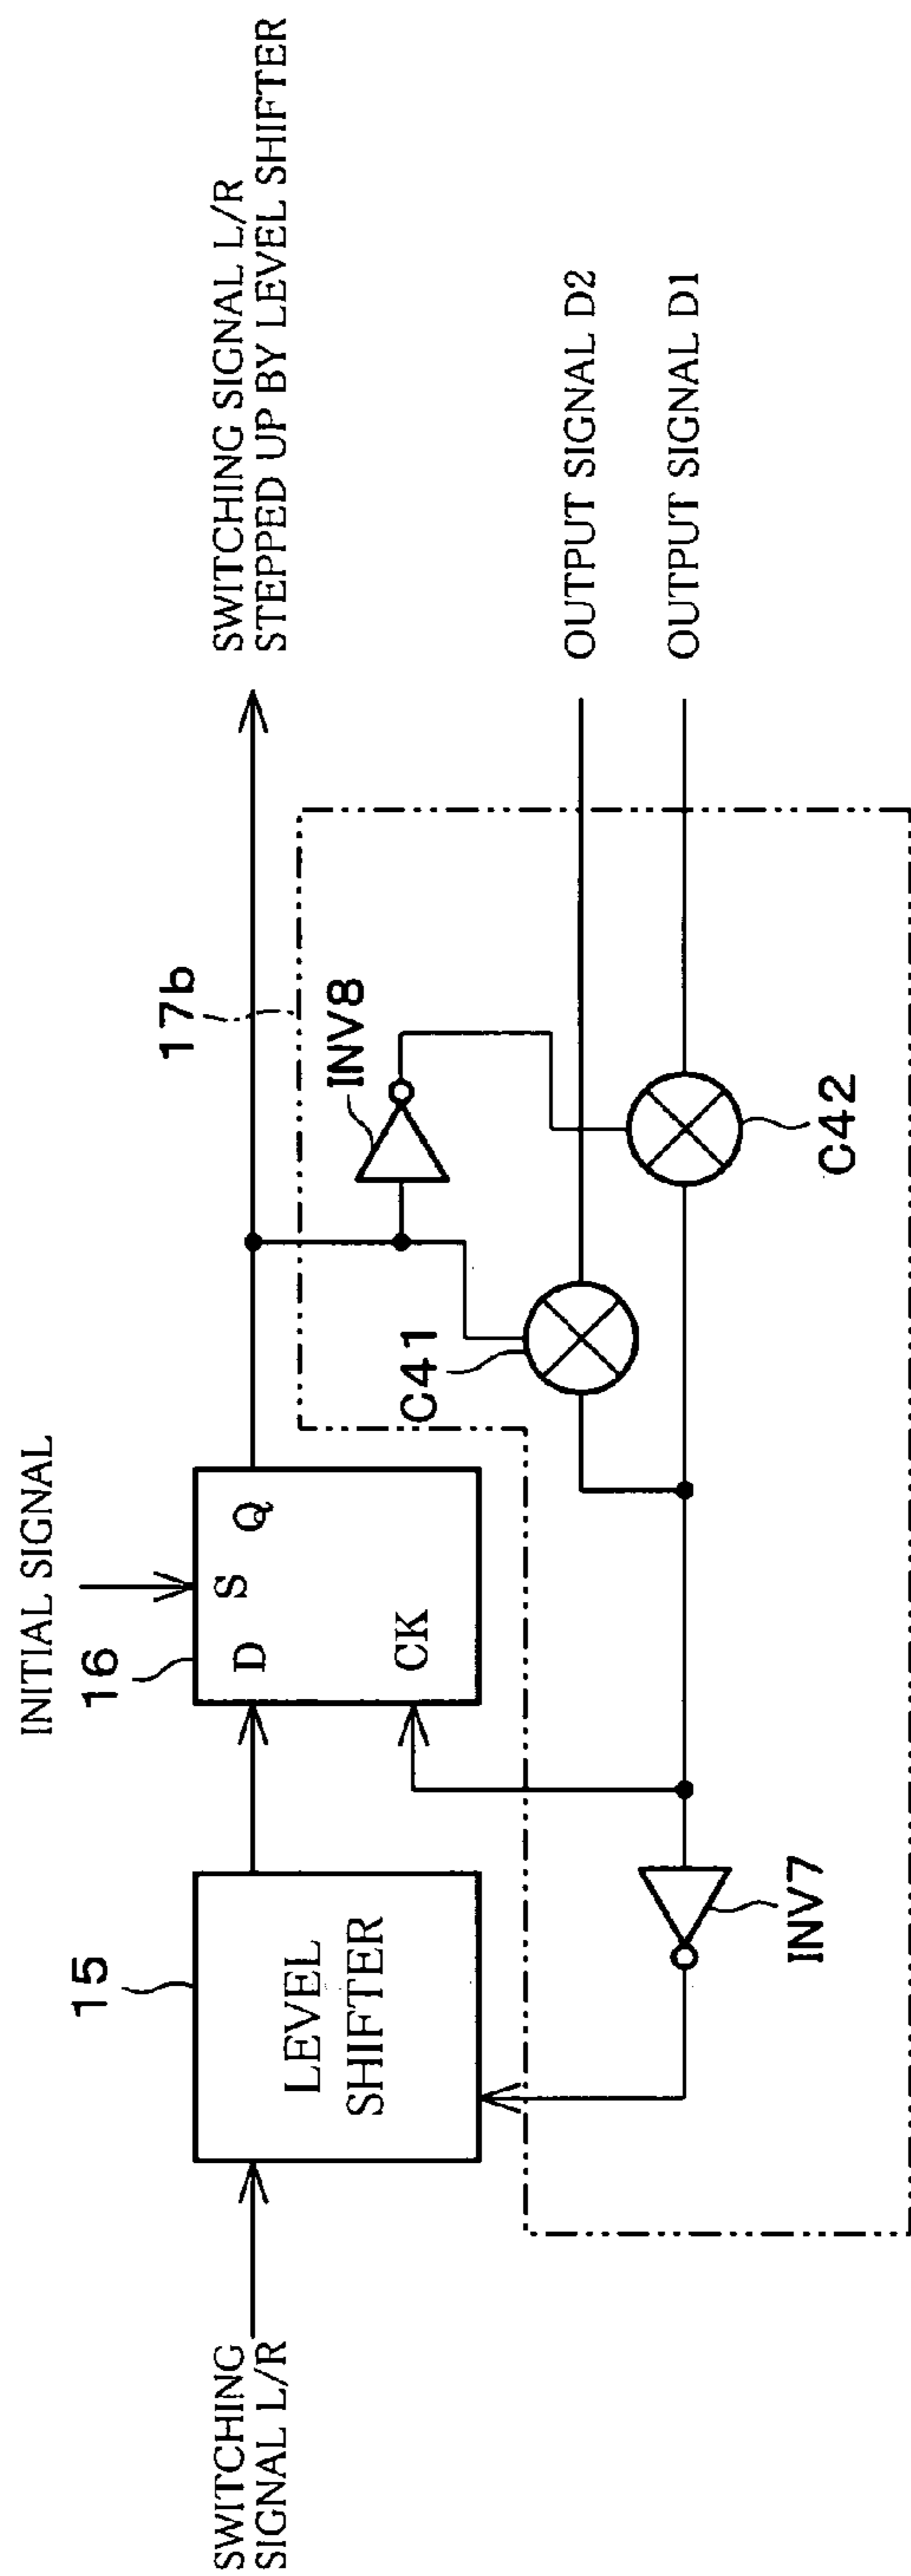 SWITCHING
SIGNAL L/R
15
LEVEL
SHIFTER
INITIAL SIGNAL
16
D
S
Q
CK
17b
INV8
C41
C42
INV7
SWITCHING SIGNAL L/R
STEPPED UP BY LEVEL SHIFTER
OUTPUT SIGNAL D2
OUTPUT SIGNAL D1